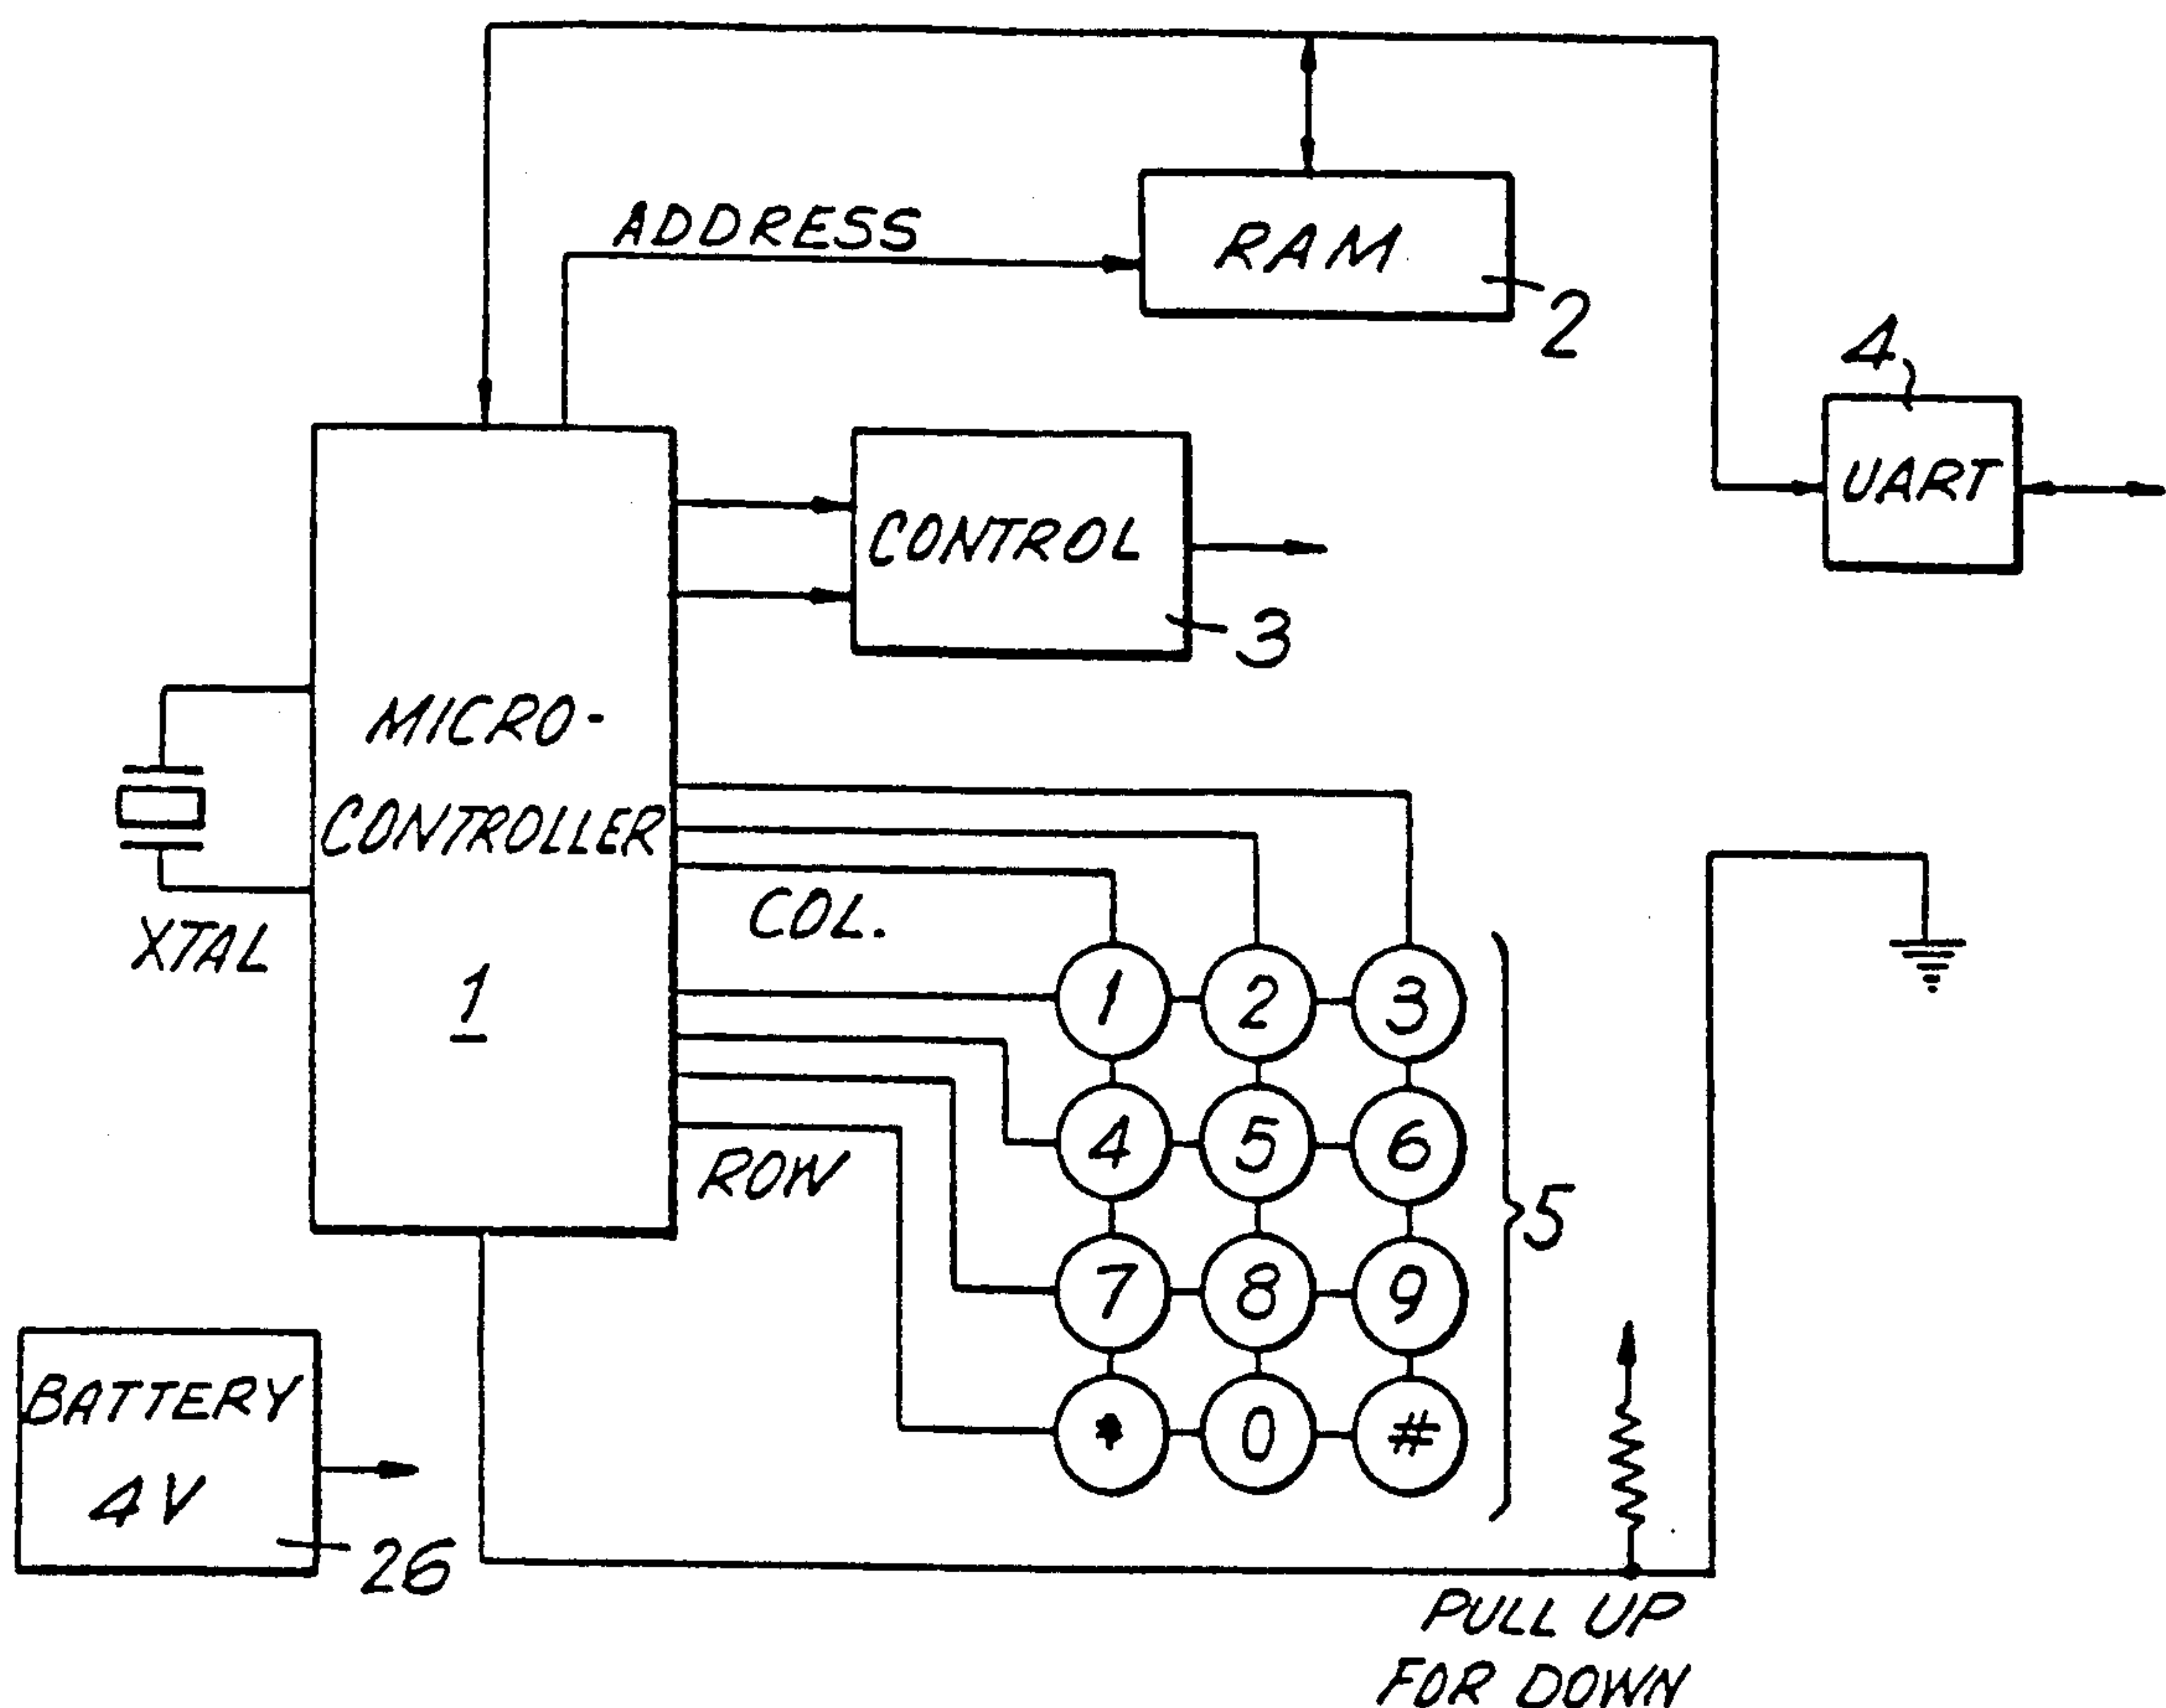 ADDRESS
RAM
2
4
UART
CONTROL
3
MICRO-
CONTROLLER
1
XTAL
COL.
ROW
1 2 3
4 5 6
7 8 9
* 0 #
5
BATTERY
4V
26
PULL UP
FOR DOWN